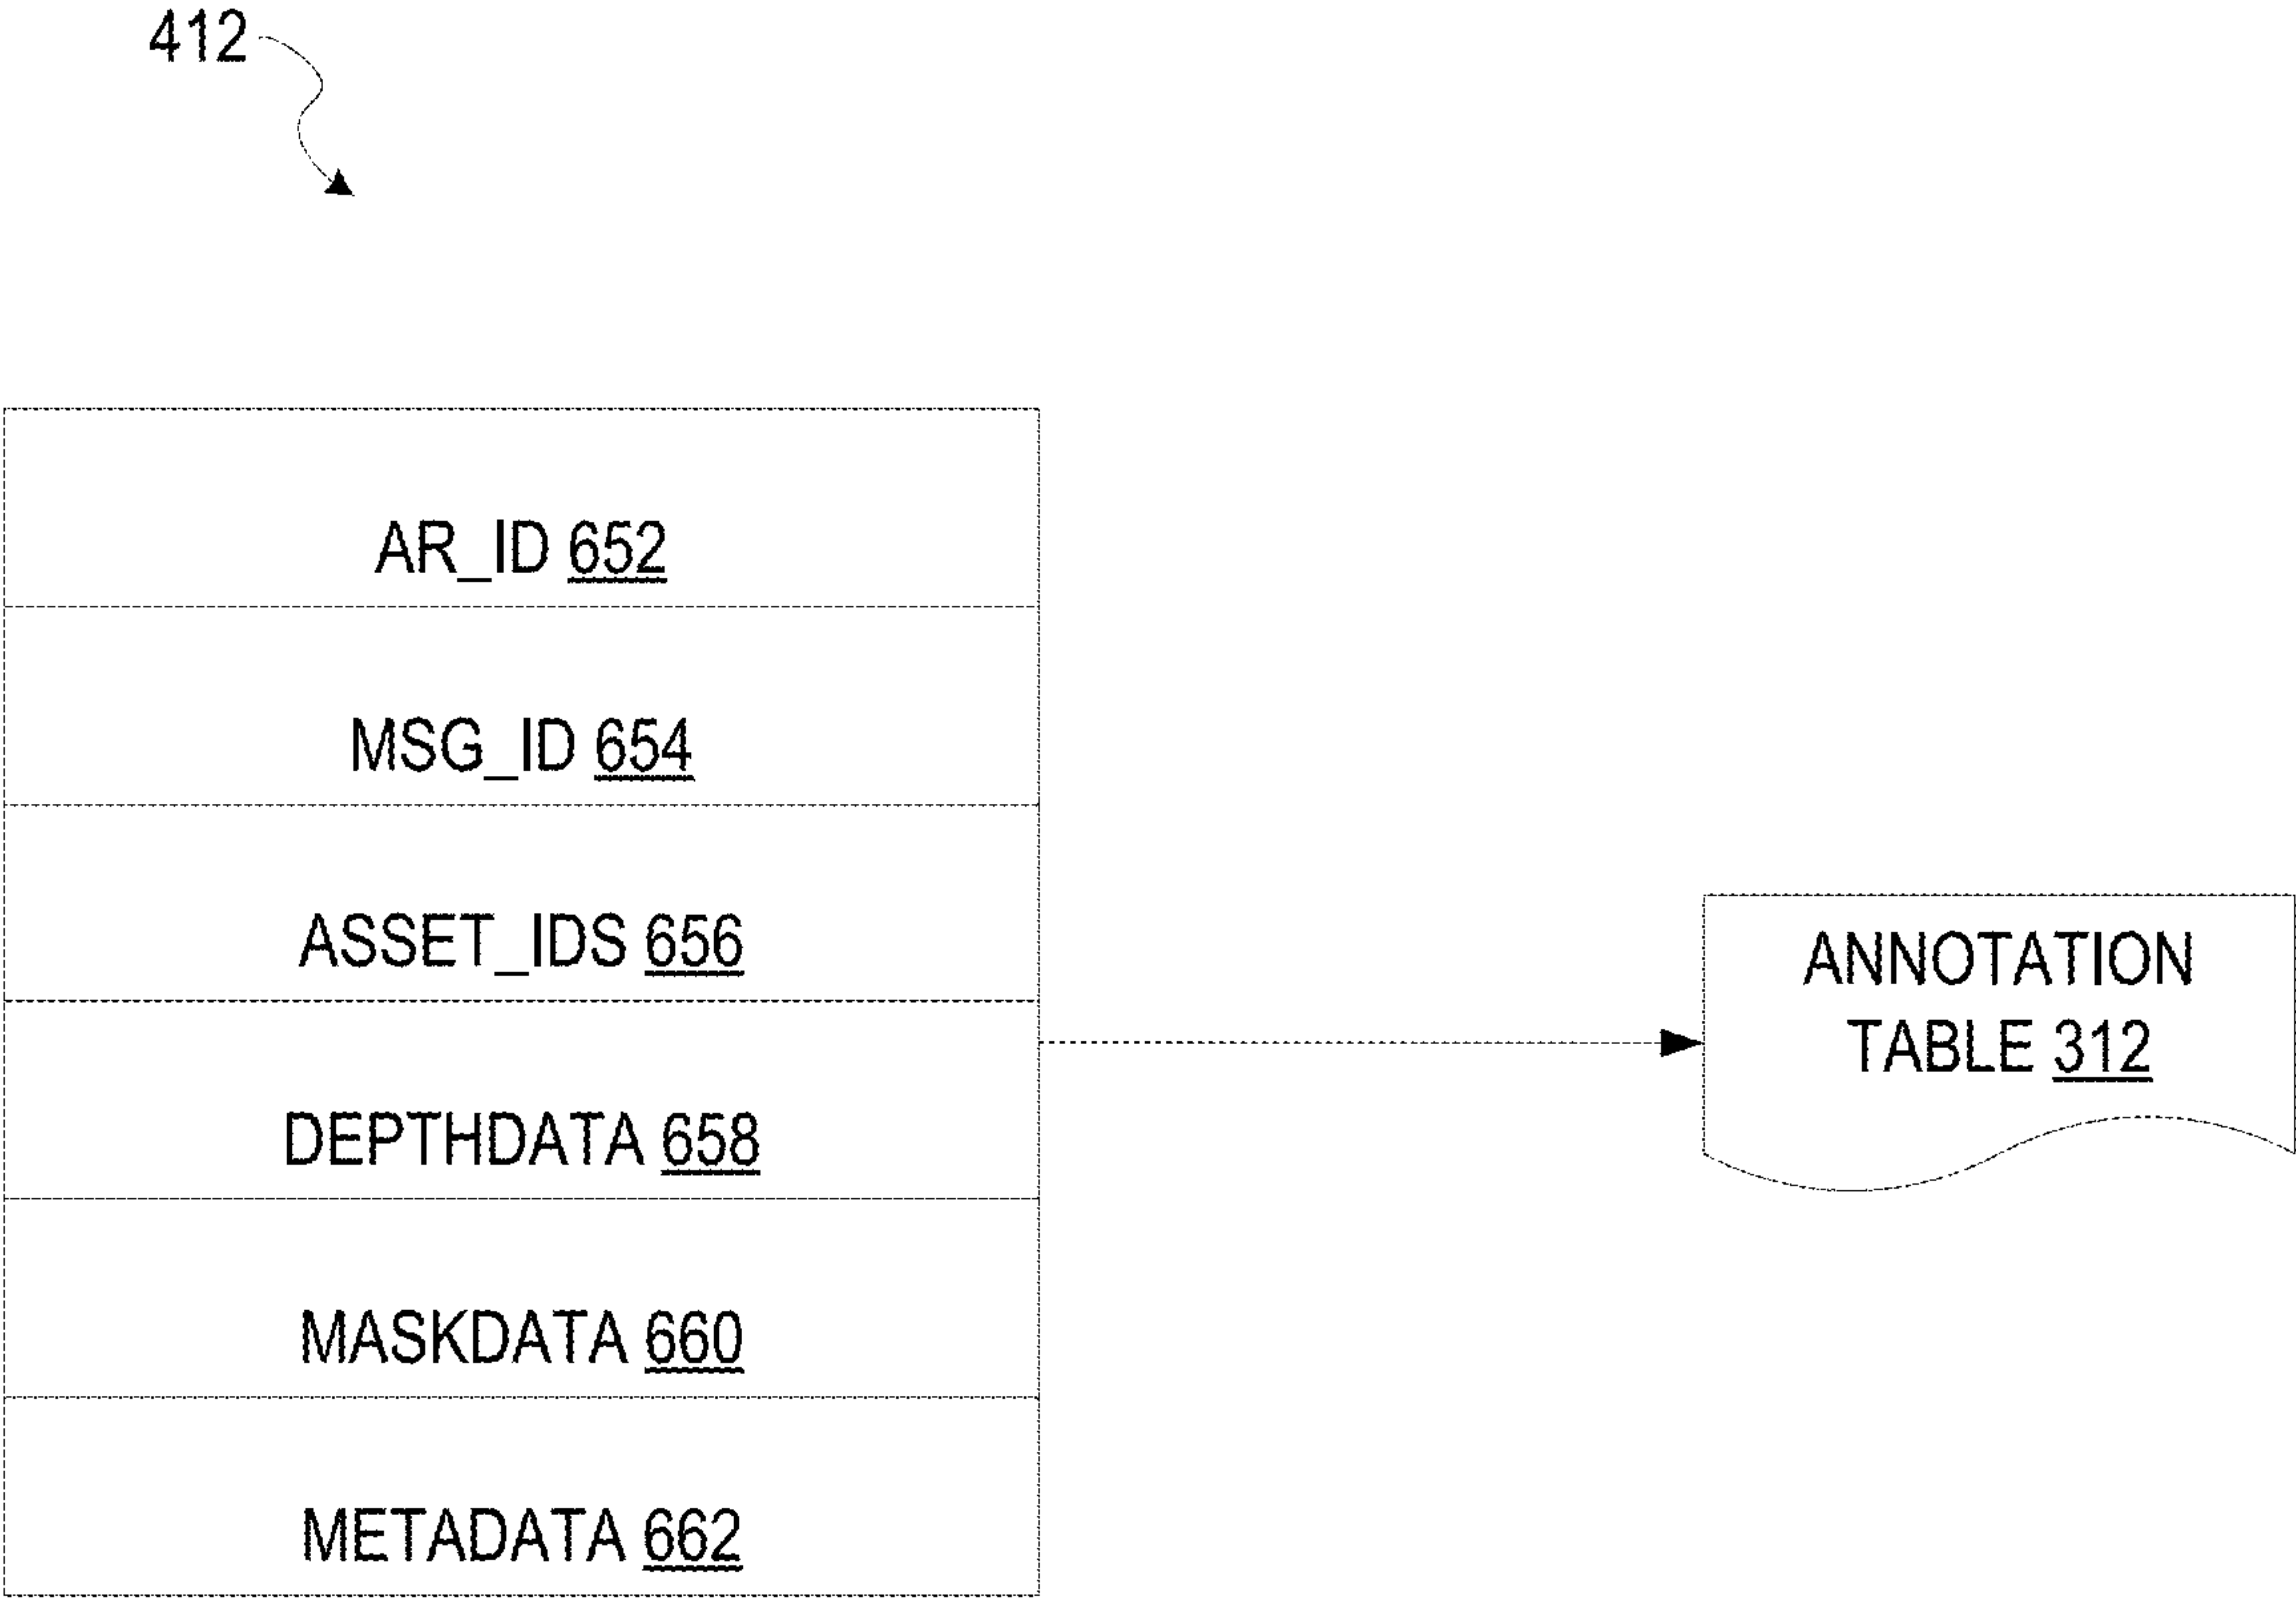 412
AR_ID 652
MSG_ID 654
ASSET_IDS 656
DEPTHDATA 658
MASKDATA 660
METADATA 662
ANNOTATION
TABLE 312